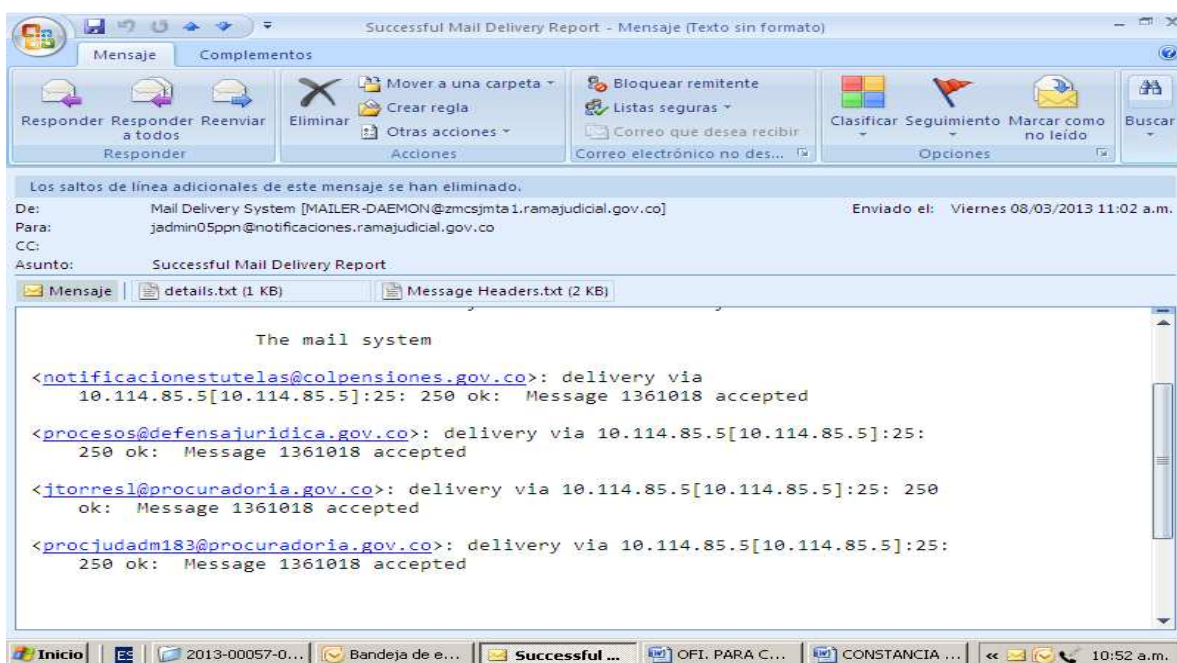 Successful Mail Delivery Report - Mensaje (Texto sin formato)
Mensaje Complementos
Responder Responder a todos Reenviar
Responder
Eliminar
Mover a una carpeta
Crear regla
Otras acciones
Acciones
Bloquear remitente
Listas seguras
Correo que desea recibir
Correo electrónico no des...
Clasificar Seguimiento Marcar como no leído
Opciones
Buscar
Los saltos de línea adicionales de este mensaje se han eliminado.
De: Mail Delivery System [MAILER-DAEMON@zmcsjmta1.ramajudicial.gov.co] Enviado el: Viernes 08/03/2013 11:02 a.m.
Para: jadmin05ppn@notificaciones.ramajudicial.gov.co
CC:
Asunto: Successful Mail Delivery Report
Mensaje details.txt (1 KB) Message Headers.txt (2 KB)
The mail system
<notificacionestutelas@colpensiones.gov.co>: delivery via
10.114.85.5[10.114.85.5]:25: 250 ok: Message 1361018 accepted
<procesos@defensajuridica.gov.co>: delivery via 10.114.85.5[10.114.85.5]:25:
250 ok: Message 1361018 accepted
<jtorresl@procuradoria.gov.co>: delivery via 10.114.85.5[10.114.85.5]:25: 250
ok: Message 1361018 accepted
<procjudadm183@procuradoria.gov.co>: delivery via 10.114.85.5[10.114.85.5]:25:
250 ok: Message 1361018 accepted
Inicio ES 2013-00057-0... Bandeja de e... Successful ... OFI. PARA C... CONSTANCIA ... « 10:52 a.m.